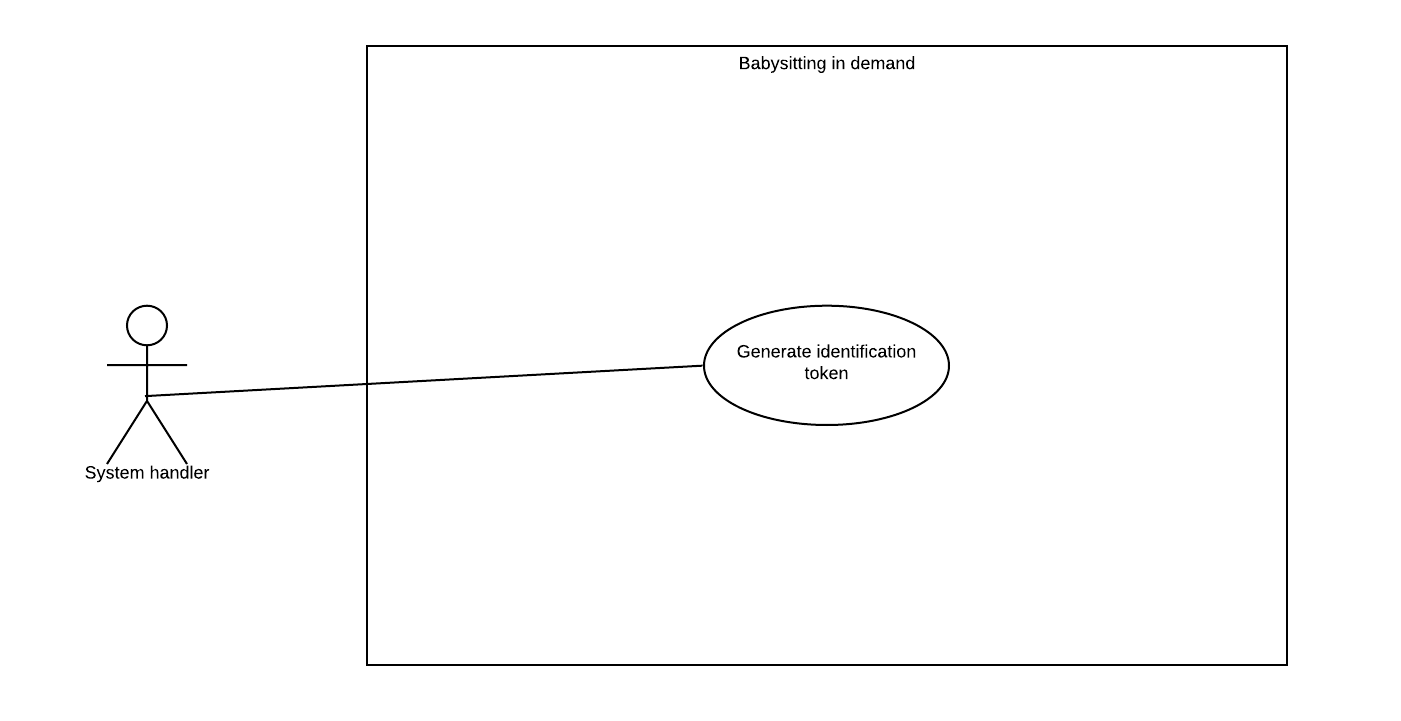 Babysitting in demand
Generate identification
token
System handler